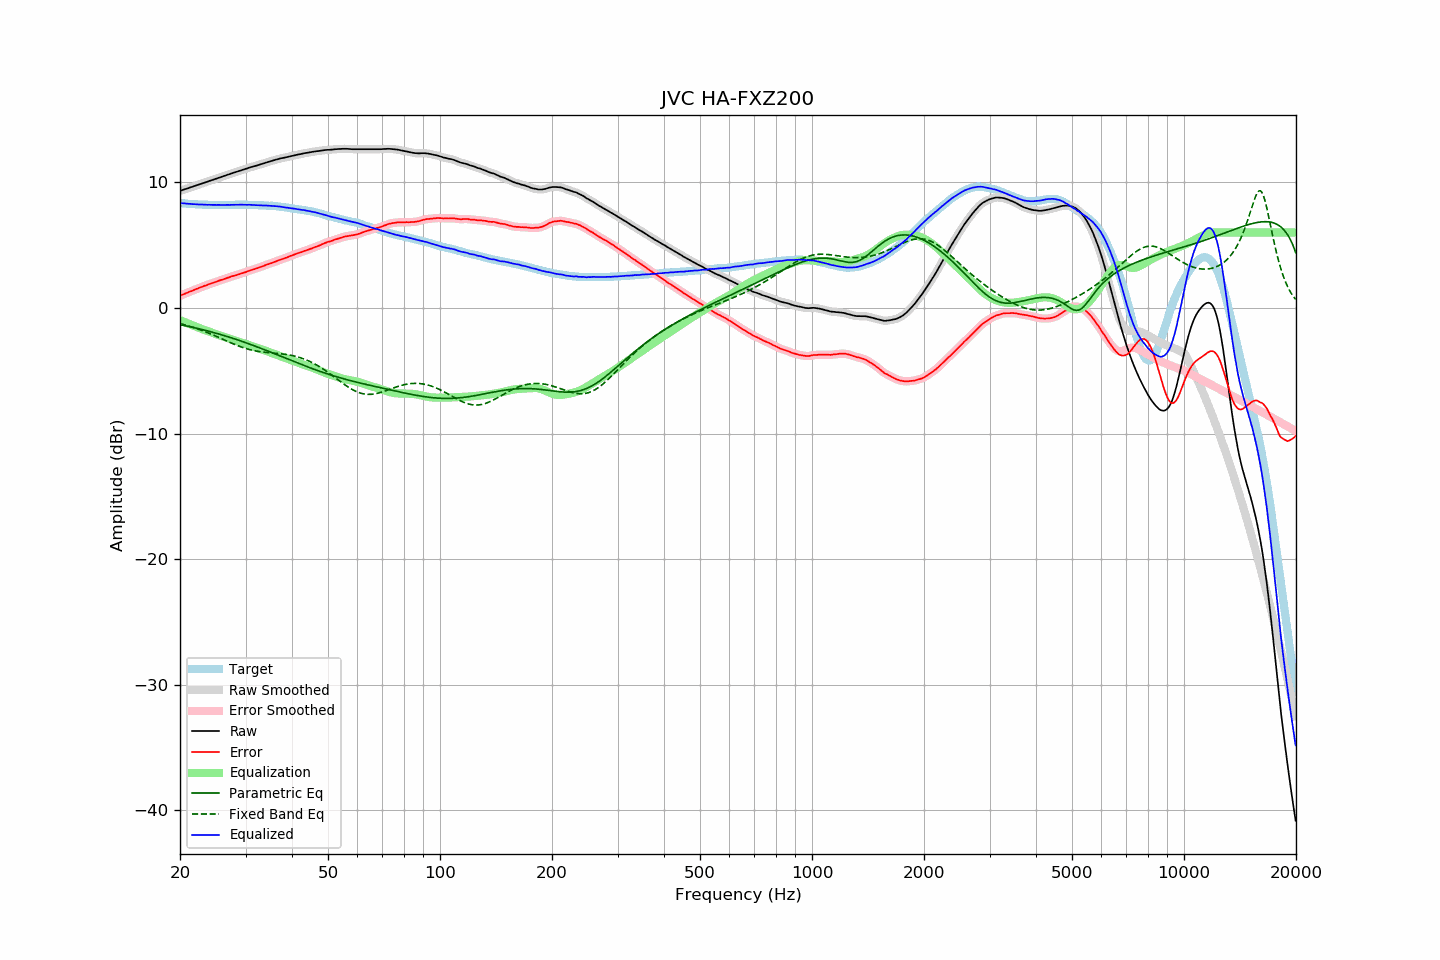 JVC HA-FXZ200
Amplitude (dBr)
10
0
−10
−20
−30
−40
Target
Raw Smoothed
Error Smoothed
Raw
Error
Equalization
Parametric Eq
Fixed Band Eq
Equalized
20 50 100 200 500 1000 2000 5000 10000 20000
Frequency (Hz)